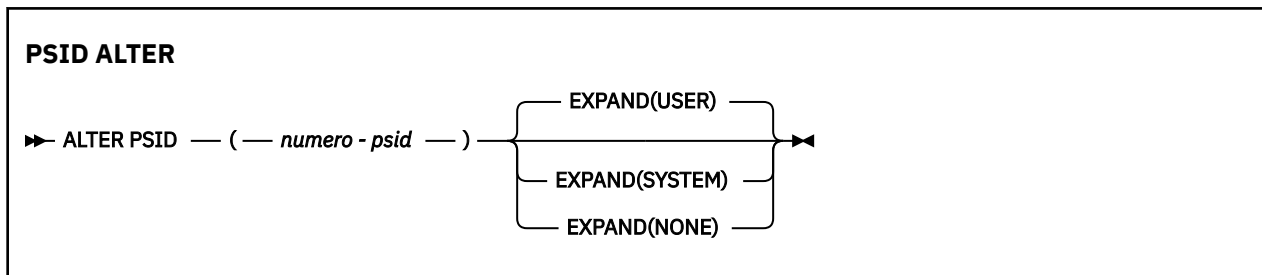 PSID ALTER
EXPAND(USER)
ALTER PSID ( numero - psid )
EXPAND(SYSTEM)
EXPAND(NONE)